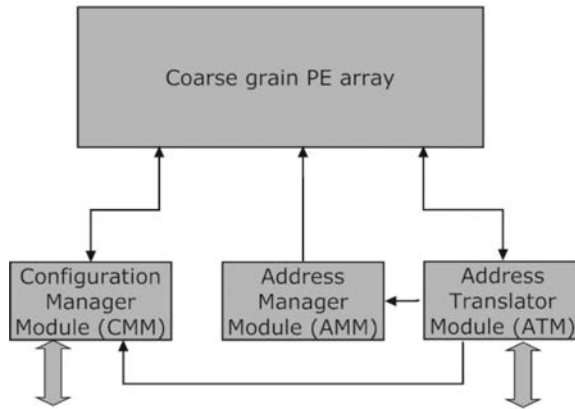 Coarse grain PE array
Configuration
Manager
Module (CMM)
Address
Manager
Module (AMM)
Address
Translator
Module (ATM)